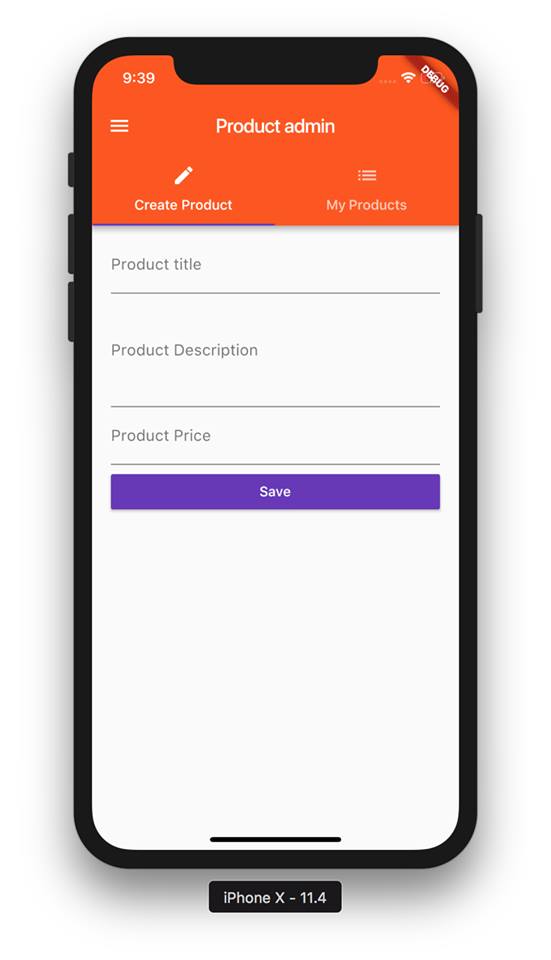 9:39
DEBUG
Product admin
Create Product
My Products
Product title
Product Description
Product Price
Save
iPhone X - 11.4